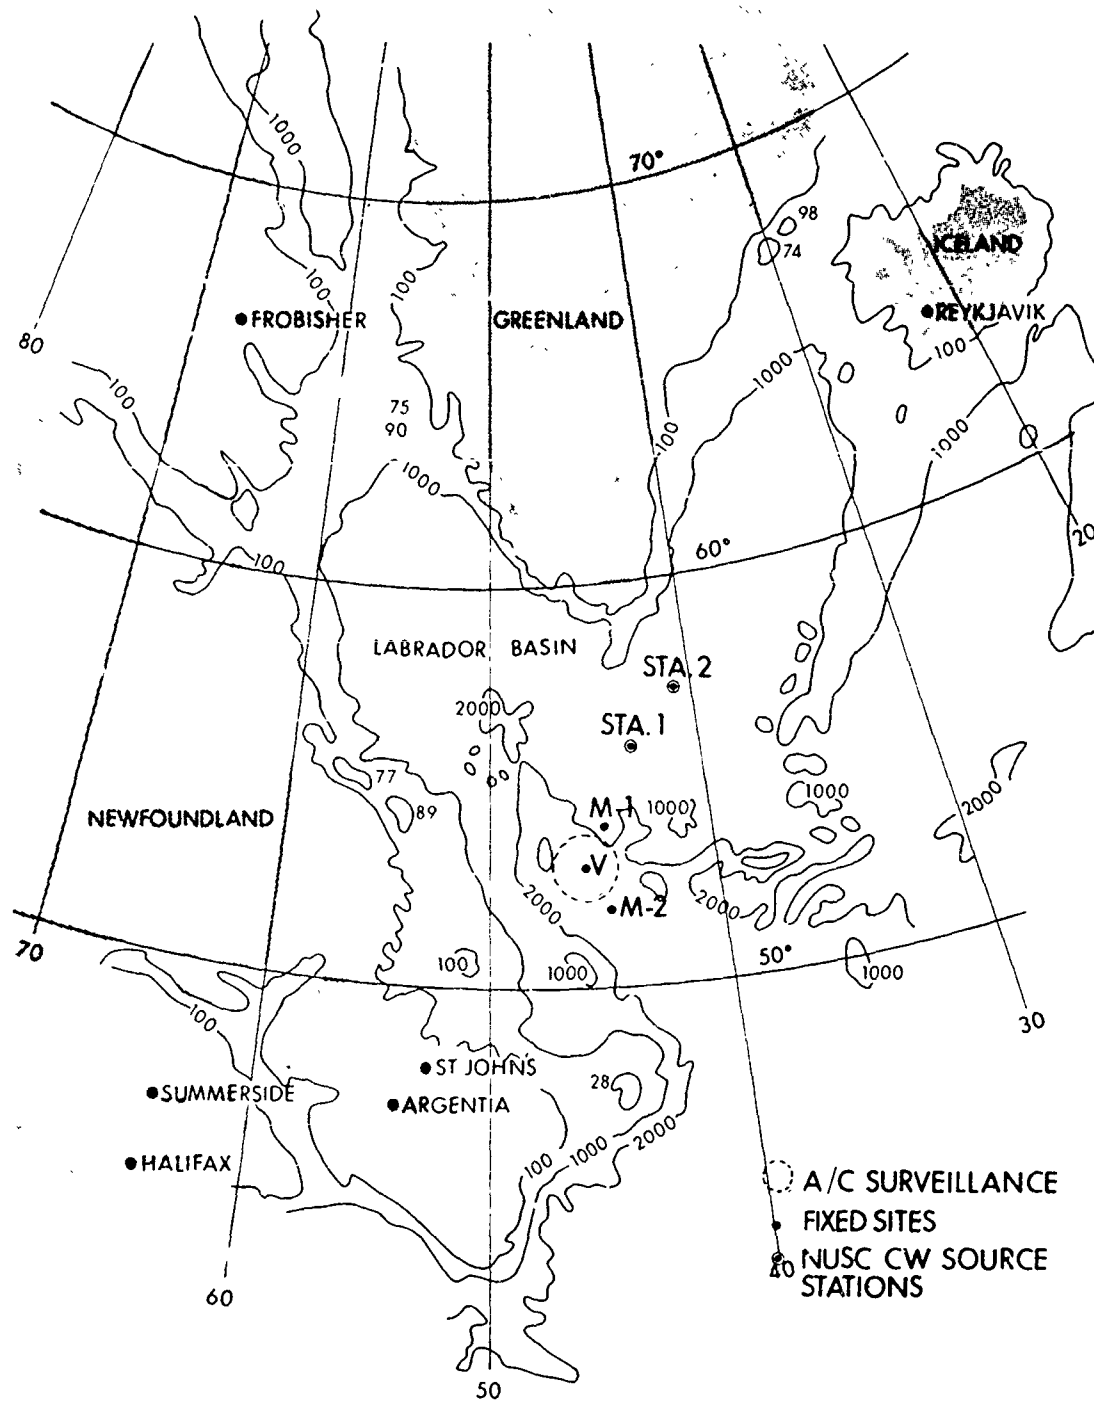 1000
70°
98
74
ICELAND
100
100
FROBISHER
GREENLAND
REYKJAVIK
80
100
1000
100
75
90
100
1000
1000
20
60°
100
LABRADOR BASIN
STA. 2
2000
STA. 1
77
1000
2000
NEWFOUNDLAND
89
M-1
1000
V
2000
M-2
2000
70
50°
100
1000
1000
100
30
ST JOHN'S
28
SUMMERSIDE
ARGENTIA
2000
1000
100
HALIFAX
A/C SURVEILLANCE
FIXED SITES
NUSC CW SOURCE
STATIONS
40
60
50